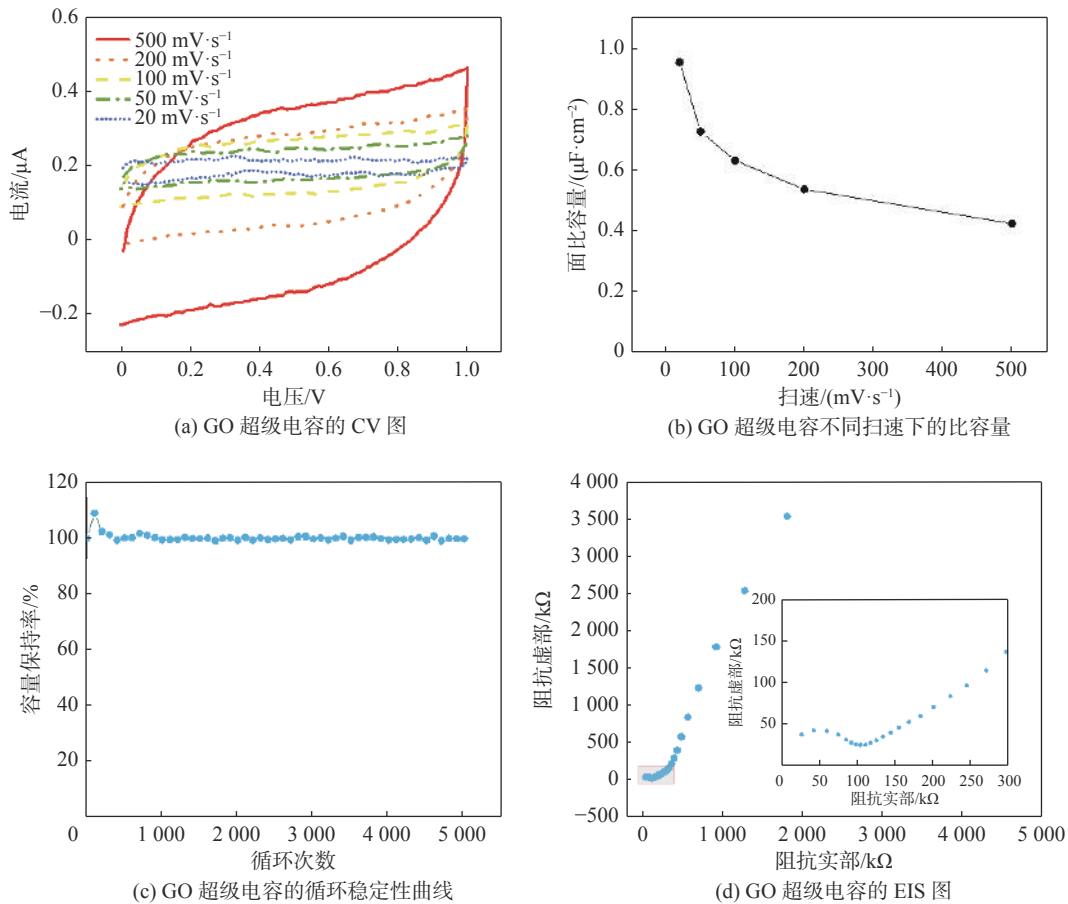 0.6
0.4
0.2
0
−0.2
电流/μA
500 mV·s⁻¹
200 mV·s⁻¹
100 mV·s⁻¹
50 mV·s⁻¹
20 mV·s⁻¹
0 0.2 0.4 0.6 0.8 1.0
电压/V
(a) GO 超级电容的 CV 图
1.0
0.8
0.6
0.4
0.2
0
面比容量/(μF·cm⁻²)
0 100 200 300 400 500
扫速/(mV·s⁻¹)
(b) GO 超级电容不同扫速下的比容量
120
100
80
60
40
20
容量保持率/%
0 1 000 2 000 3 000 4 000 5 000
循环次数
(c) GO 超级电容的循环稳定性曲线
4 000
3 500
3 000
2 500
2 000
1 500
1 000
500
0
−500
阻抗虚部/kΩ
200
150
100
50
阻抗虚部/kΩ
0 50 100 150 200 250 300
阻抗实部/kΩ
0 1 000 2 000 3 000 4 000 5 000
阻抗实部/kΩ
(d) GO 超级电容的 EIS 图